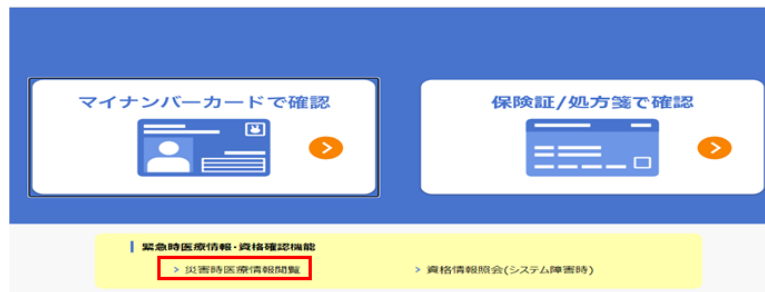 マイナンバーカードで確認
保険証/処方箋で確認
緊急時医療情報・資格確認機能
> 災害時医療情報閲覧
> 資格情報照会(システム障害時)